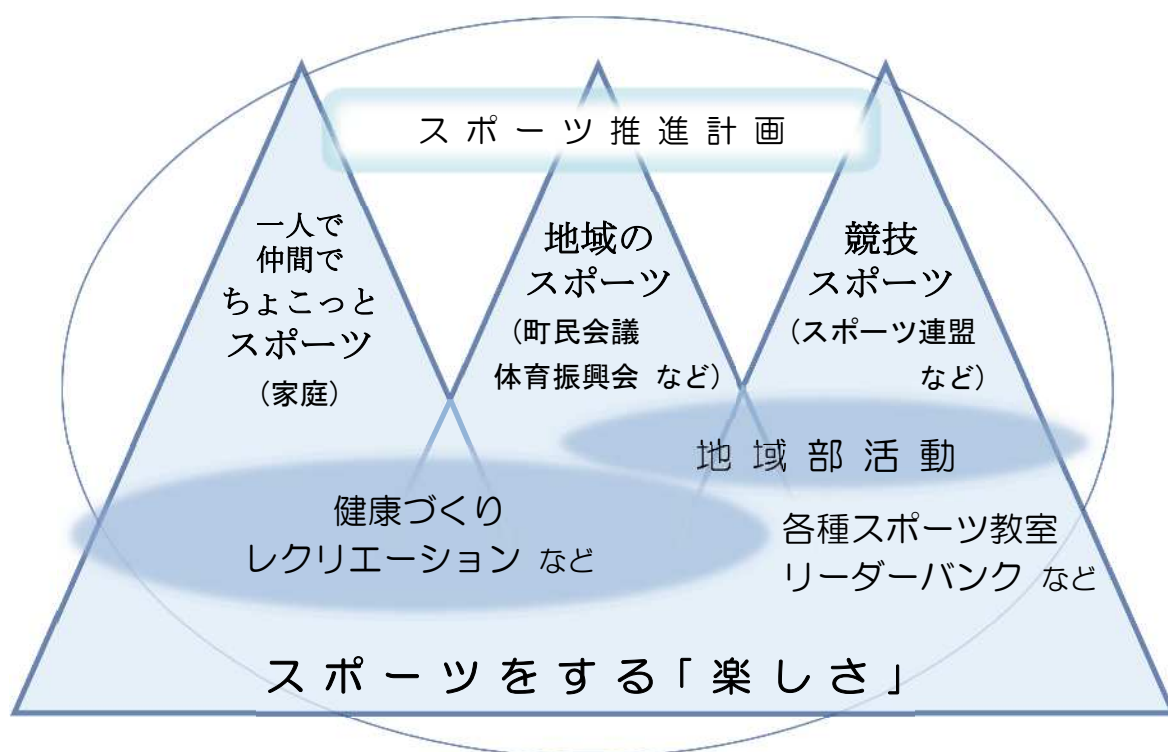 スポーツ推進計画
一人で
仲間で
ちょこっと
スポーツ
（家庭）
地域の
スポーツ
（町民会議
体育振興会 など）
競技
スポーツ
（スポーツ連盟
など）
地域部活動
健康づくり
レクリエーション など
各種スポーツ教室
リーダーバンク など
スポーツをする「楽しさ」